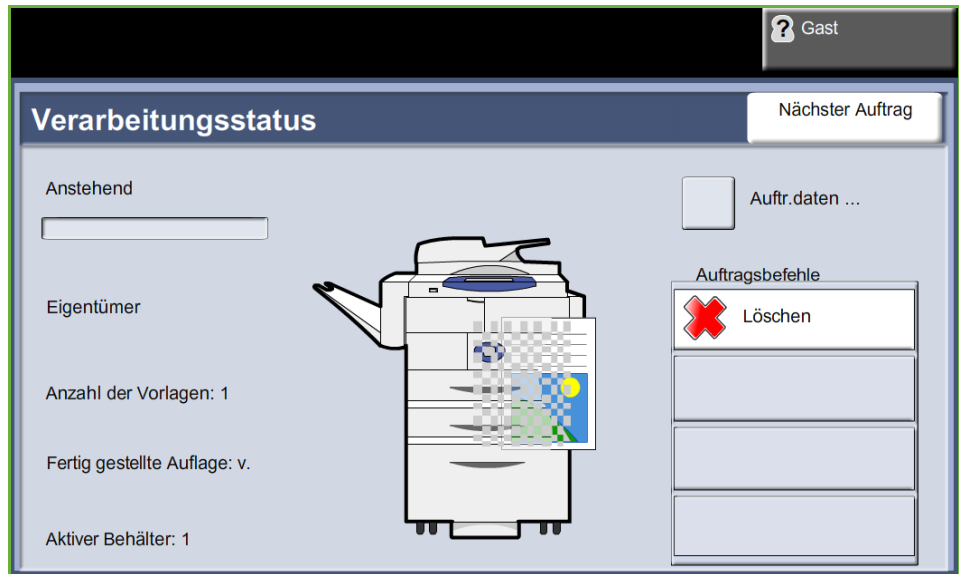 ? Gast
Verarbeitungsstatus
Nächster Auftrag
Anstehend
Auftr.daten ...
Eigentümer
Auftragsbefehle
Löschen
Anzahl der Vorlagen: 1
Fertig gestellte Auflage: v.
Aktiver Behälter: 1